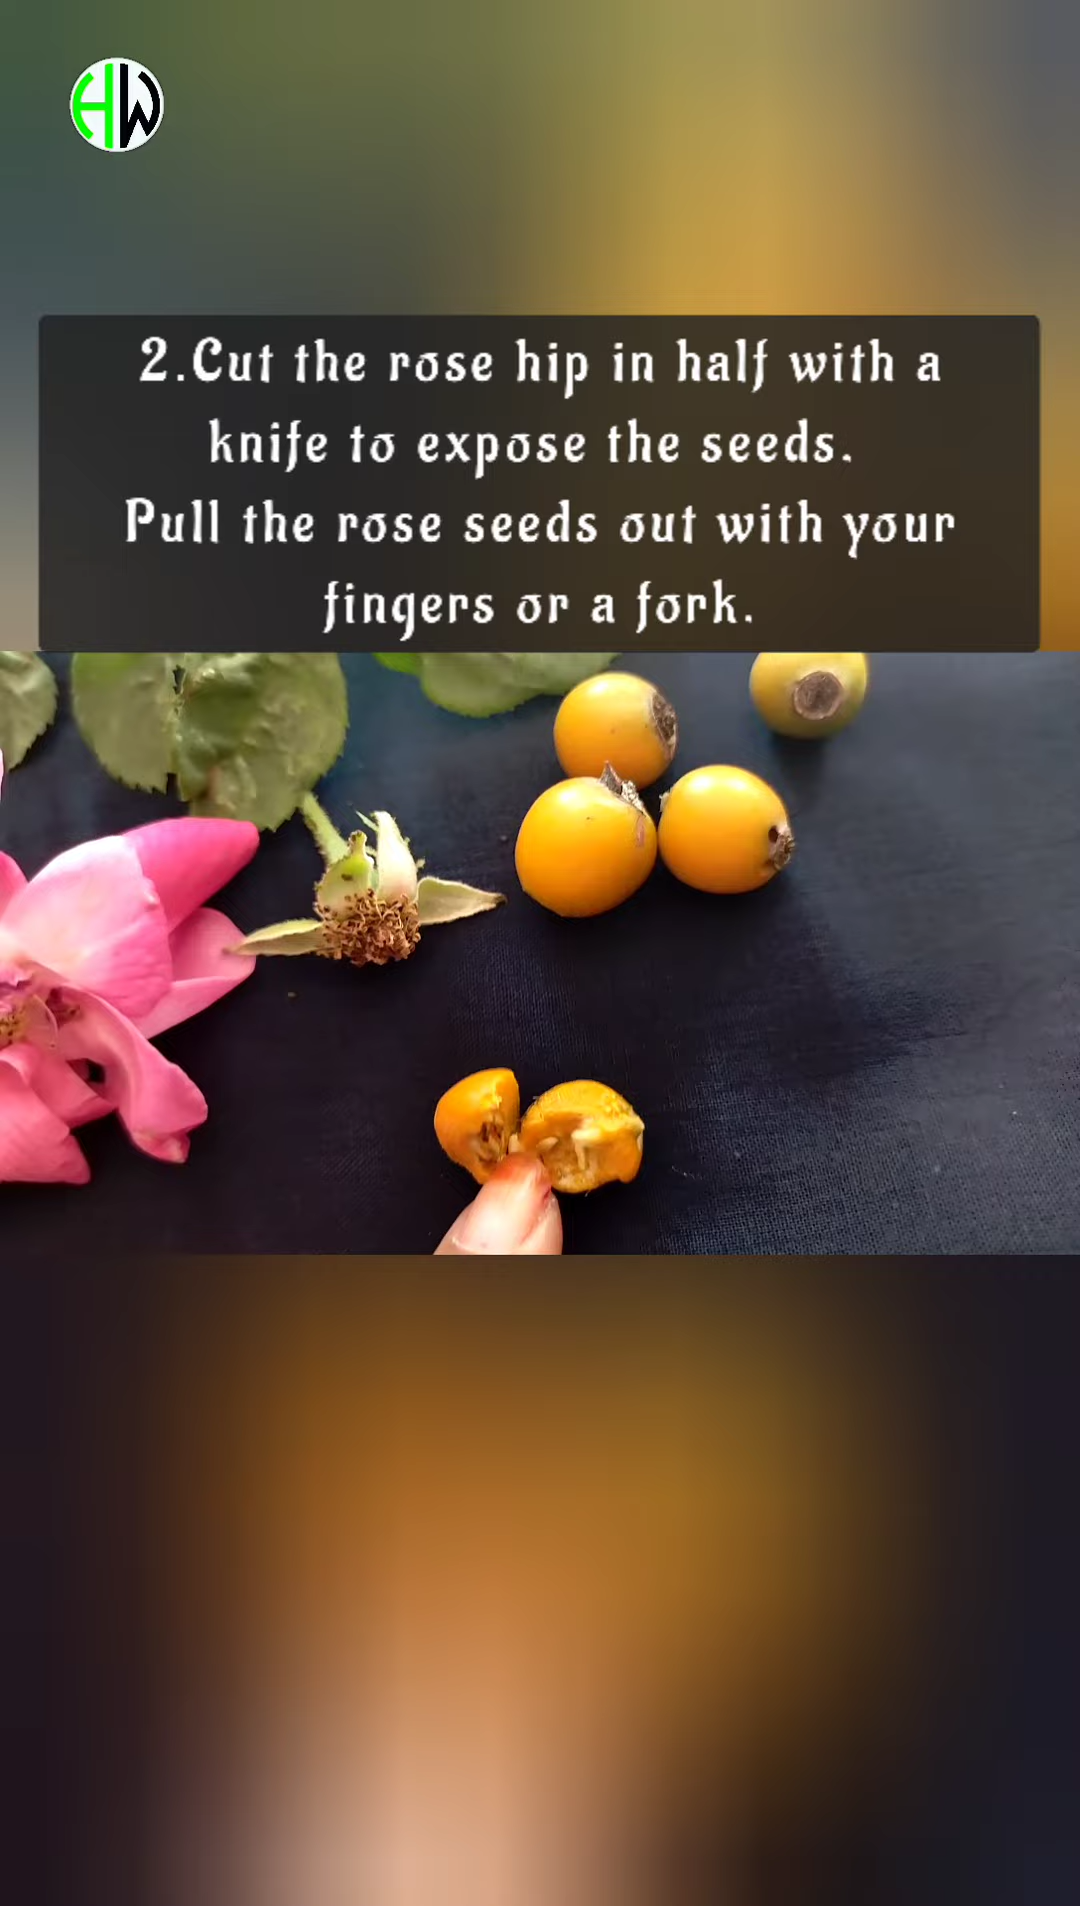 HW
2.Cut the rose hip in half with a
knife to expose the seeds.
Pull the rose seeds out with your
fingers or a fork.